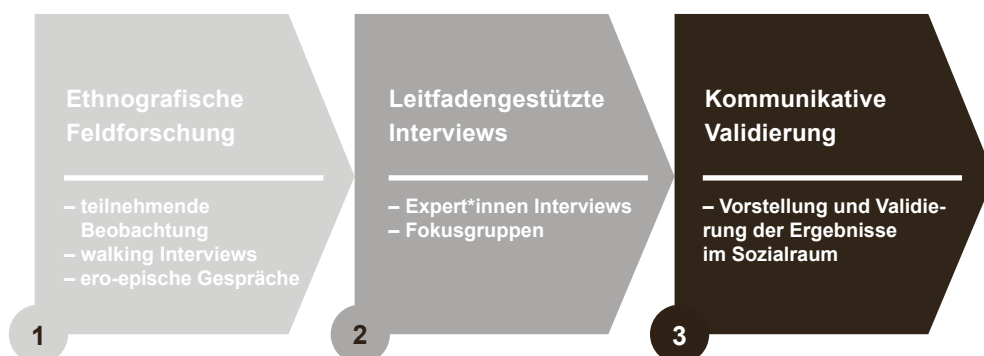 Ethnografische
Feldforschung
– teilnehmende
Beobachtung
– walking Interviews
– ero-epische Gespräche
1
Leitfadengestützte
Interviews
– Expert*innen Interviews
– Fokusgruppen
2
Kommunikative
Validierung
– Vorstellung und Validie-
rung der Ergebnisse
im Sozialraum
3